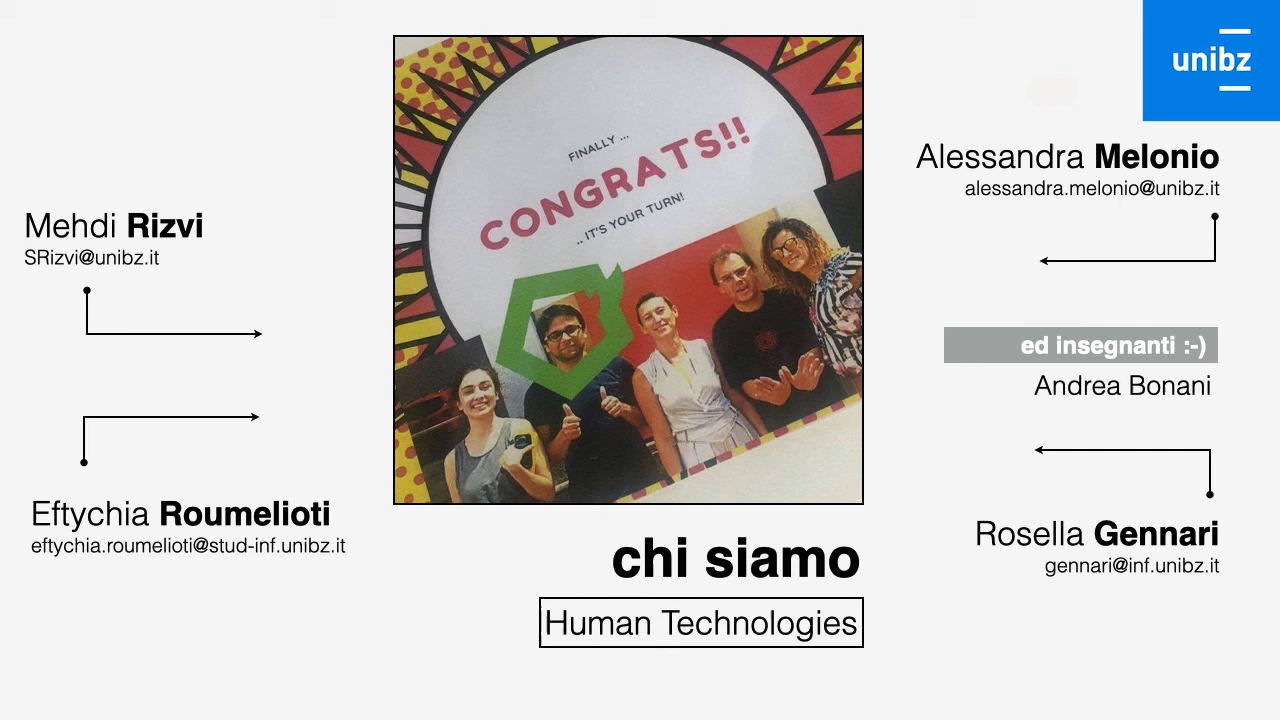 unibz
FINALLY ...
CONGRATS!!
.. IT'S YOUR TURN!
Mehdi Rizvi
SRizvi@unibz.it
Eftychia Roumelioti
eftychia.roumelioti@stud-inf.unibz.it
Alessandra Melonio
alessandra.melonio@unibz.it
ed insegnanti :-)
Andrea Bonani
Rosella Gennari
gennari@inf.unibz.it
chi siamo
Human Technologies